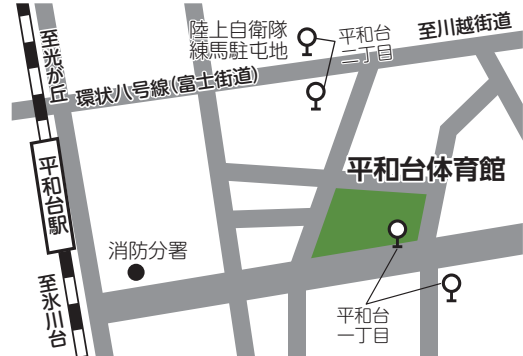 至光が丘
環状八号線(富士街道)
陸上自衛隊
練馬駐屯地
平和台
二丁目
至川越街道
平和台体育館
平和台駅
消防分署
至氷川台
平和台
一丁目